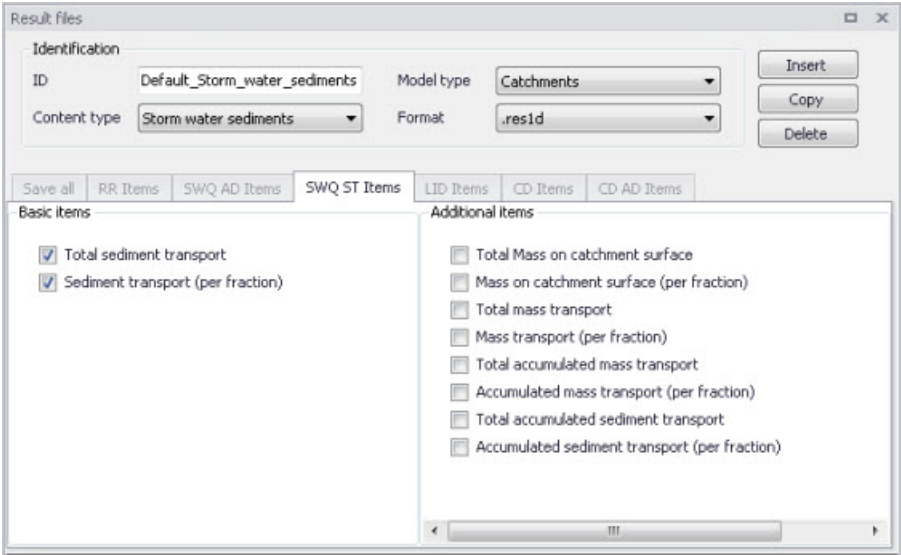 Result files
Identification
ID Default_Storm_water_sediments Model type Catchments Insert
Content type Storm water sediments Format .res1d Copy
Delete
Save all RR Items SWQ AD Items SWQ ST Items LID Items CD Items CD AD Items
Basic items
Total sediment transport
Sediment transport (per fraction)
Additional items
Total Mass on catchment surface
Mass on catchment surface (per fraction)
Total mass transport
Mass transport (per fraction)
Total accumulated mass transport
Accumulated mass transport (per fraction)
Total accumulated sediment transport
Accumulated sediment transport (per fraction)